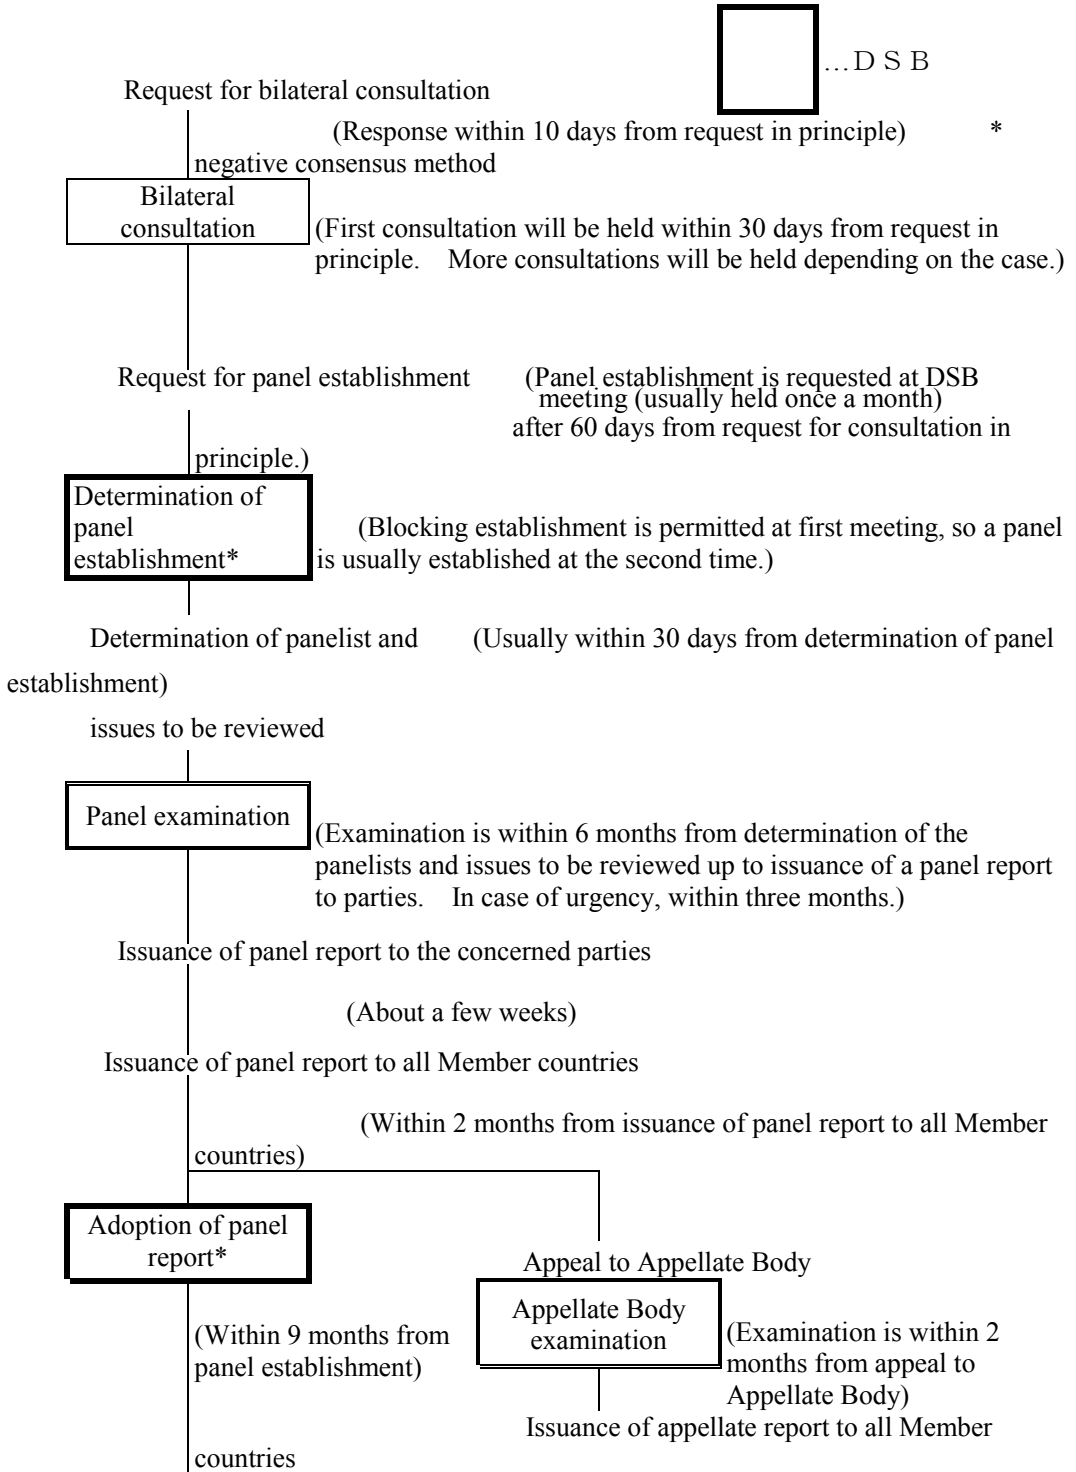 …ＤＳＢ
Request for bilateral consultation
(Response within 10 days from request in principle) *
negative consensus method
Bilateral
consultation
(First consultation will be held within 30 days from request in
principle. More consultations will be held depending on the case.)
Request for panel establishment (Panel establishment is requested at DSB
meeting (usually held once a month)
after 60 days from request for consultation in
principle.)
Determination of
panel
establishment*
(Blocking establishment is permitted at first meeting, so a panel
is usually established at the second time.)
Determination of panelist and (Usually within 30 days from determination of panel
establishment)
issues to be reviewed
Panel examination
(Examination is within 6 months from determination of the
panelists and issues to be reviewed up to issuance of a panel report
to parties. In case of urgency, within three months.)
Issuance of panel report to the concerned parties
(About a few weeks)
Issuance of panel report to all Member countries
(Within 2 months from issuance of panel report to all Member
countries)
Adoption of panel
report*
Appeal to Appellate Body
Appellate Body
examination
(Within 9 months from
panel establishment)
(Examination is within 2
months from appeal to
Appellate Body)
Issuance of appellate report to all Member
countries